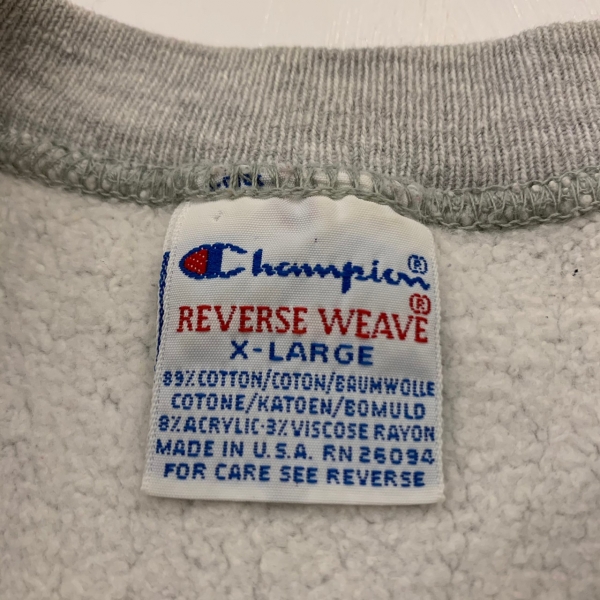 Champion®
REVERSE WEAVE®
X-LARGE
89% COTTON/COTON/BAUMWOLLE
COTONE/KATOEN/BOMULD
8% ACRYLIC·3% VISCOSE RAYON
MADE IN U.S.A. RN 26094
FOR CARE SEE REVERSE